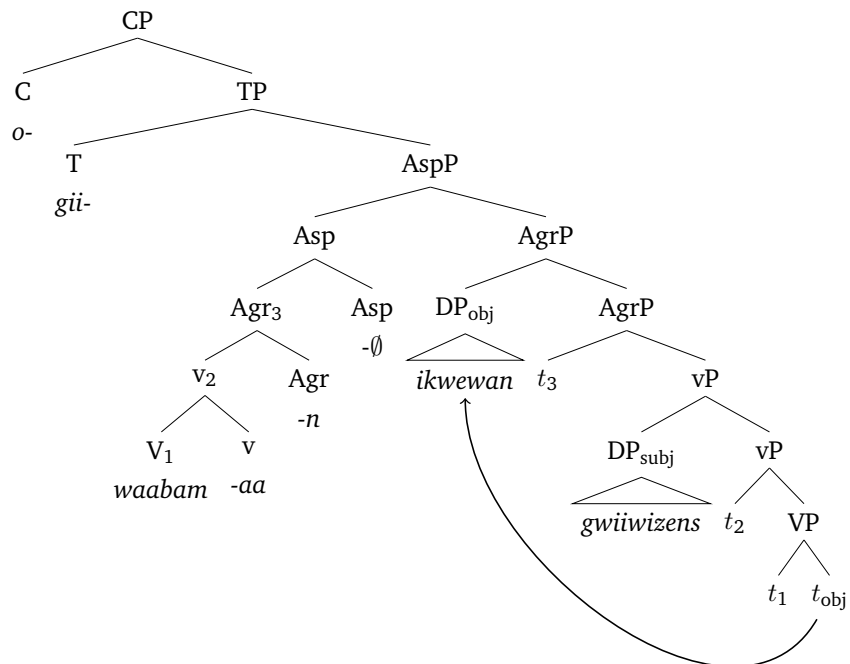 CP
C TP
o-
T AspP
gii-
Asp AgrP
Agr₃ Asp DPobj AgrP
-∅
v₂ Agr ikwewan t₃ vP
-n
V₁ v DPsubj vP
waabam -aa
gwiiwizens t₂ VP
t₁ tobj